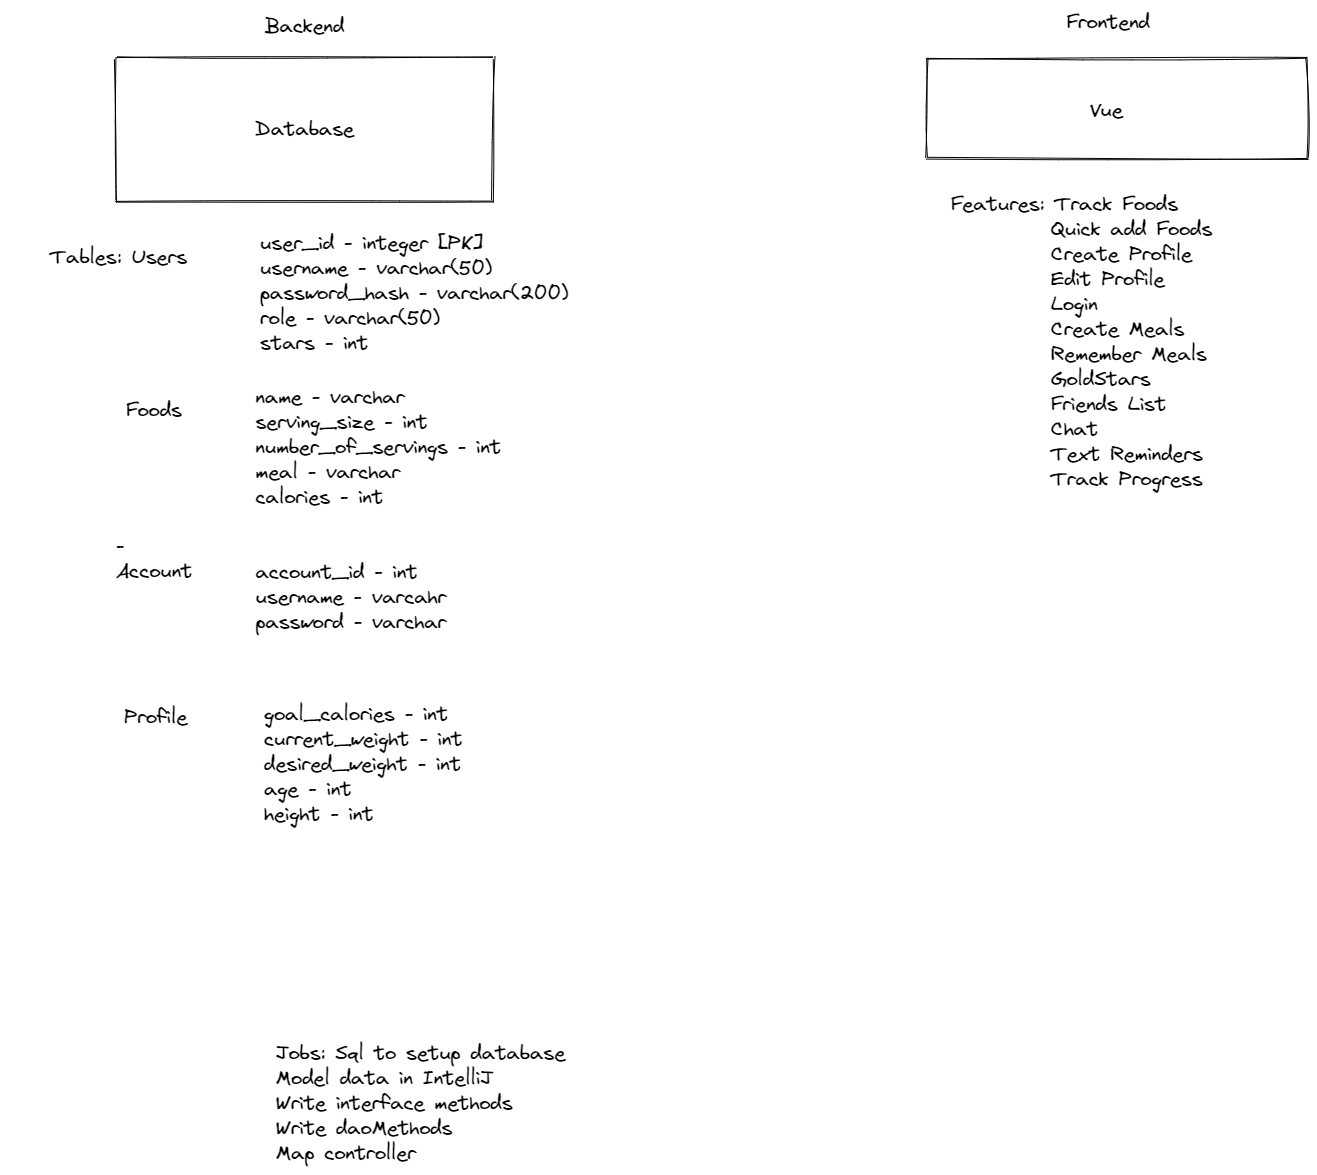 Backend
Database
Tables: Users
user_id - integer [PK]
username - varchar(50)
password_hash - varchar(200)
role - varchar(50)
stars - int
Foods
name - varchar
serving_size - int
number_of_servings - int
meal - varchar
calories - int
-
Account
account_id - int
username - varcahr
password - varchar
Profile
goal_calories - int
current_weight - int
desired_weight - int
age - int
height - int
Jobs: Sql to setup database
Model data in IntelliJ
Write interface methods
Write daoMethods
Map controller
Frontend
Vue
Features: Track Foods
Quick add Foods
Create Profile
Edit Profile
Login
Create Meals
Remember Meals
GoldStars
Friends List
Chat
Text Reminders
Track Progress